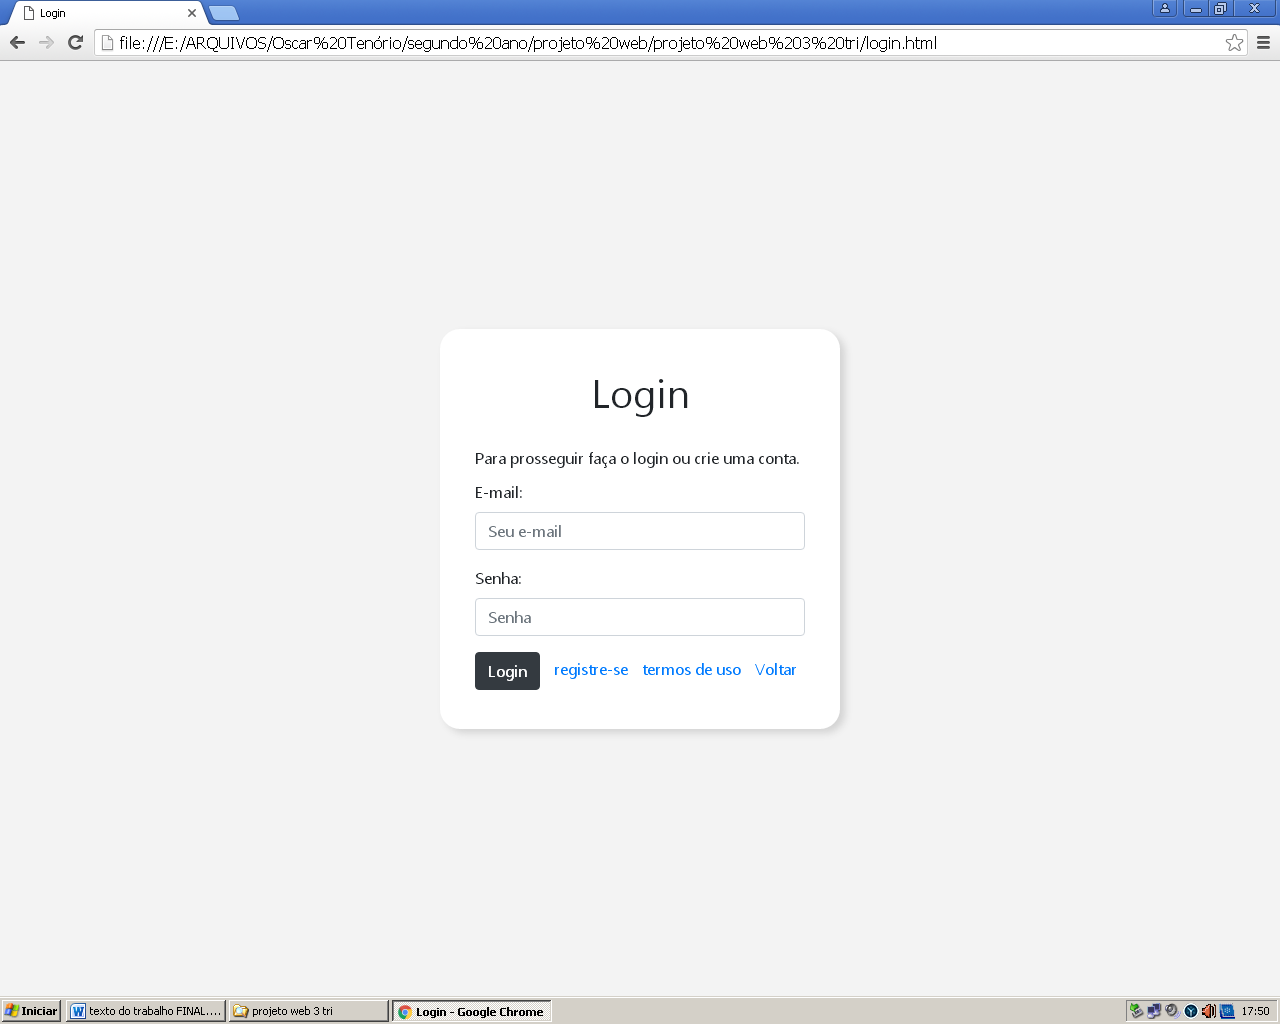 Login
file:///E:/ARQUIVOS/Oscar%20Tenório/segundo%20ano/projeto%20web/projeto%20web%203%20tri/login.html
Login
Para prosseguir faça o login ou crie uma conta.
E-mail:
Seu e-mail
Senha:
Senha
Login registre-se termos de uso Voltar
Iniciar texto do trabalho FINAL.... projeto web 3 tri Login - Google Chrome 17:50